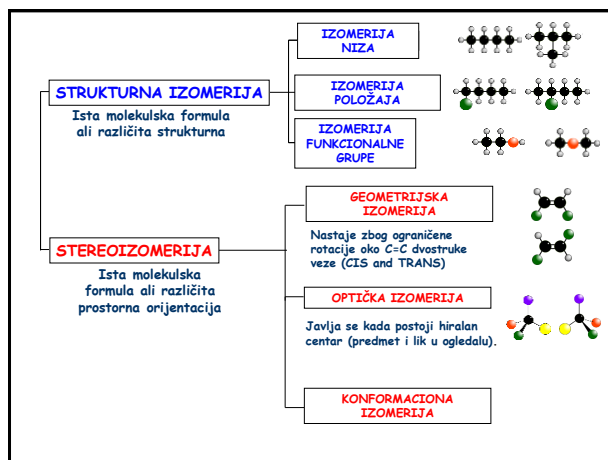 IZOMERIJA
NIZA
STRUKTURNA IZOMERIJA
Ista molekulska formula
ali različita strukturna
IZOMERIJA
POLOŽAJA
IZOMERIJA
FUNKCIONALNE
GRUPE
GEOMETRIJSKA
IZOMERIJA
Nastaje zbog ograničene
rotacije oko C=C dvostruke
veze (CIS and TRANS)
STEREOIZOMERIJA
Ista molekulska
formula ali različita
prostorna orijentacija
OPTIČKA IZOMERIJA
Javlja se kada postoji hiralan
centar (predmet i lik u ogledalu).
KONFORMACIONA
IZOMERIJA